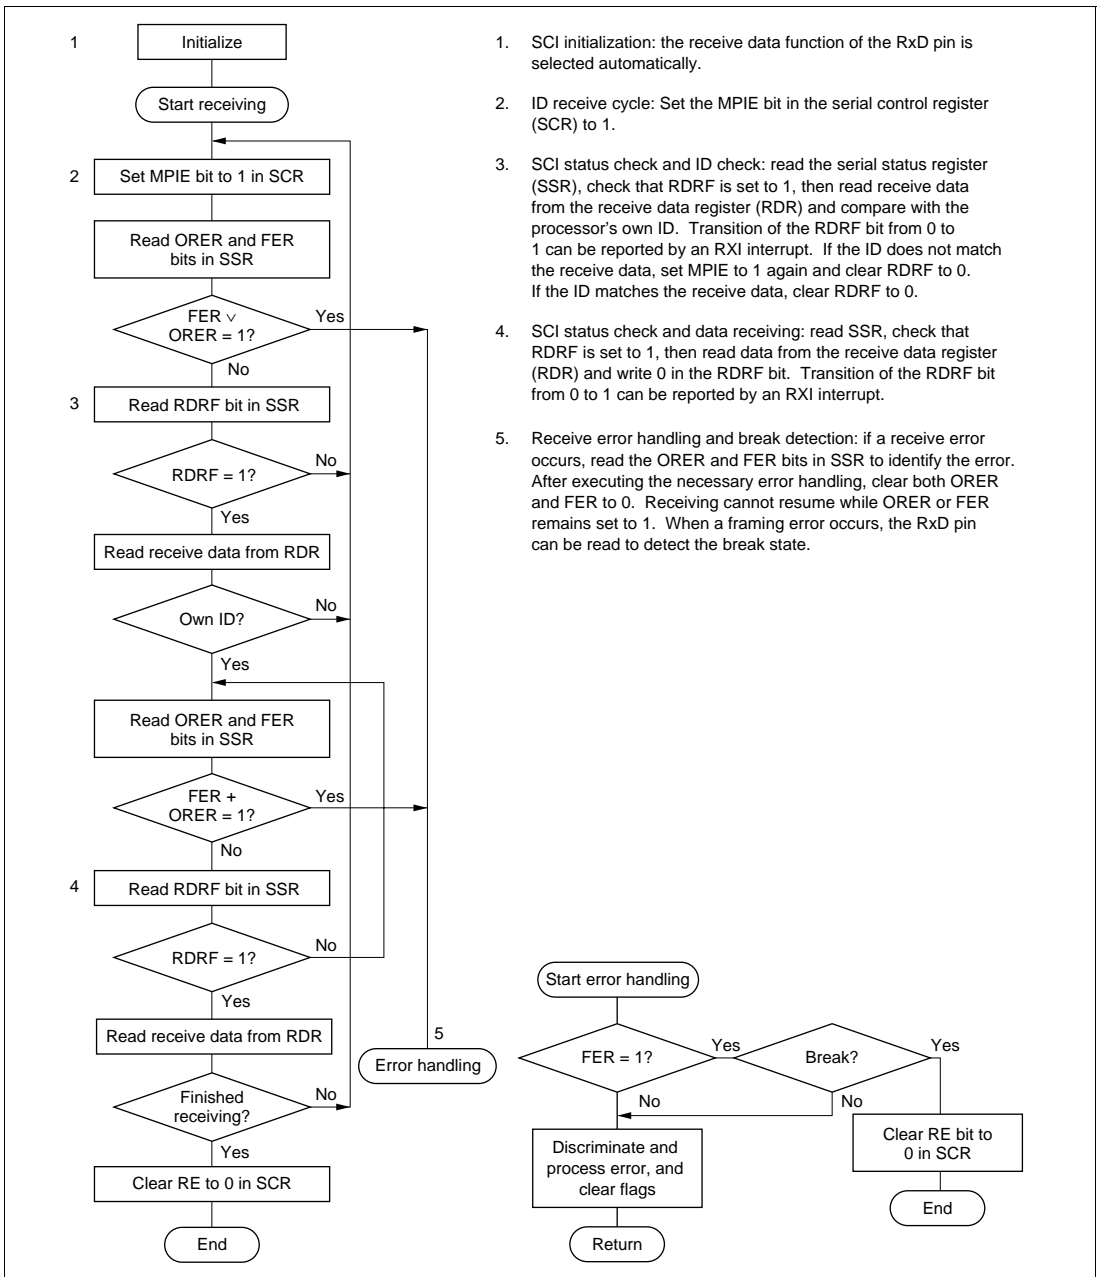 1
Initialize
Start receiving
2
Set MPIE bit to 1 in SCR
Read ORER and FER
bits in SSR
FER ∨
ORER = 1?
Yes
No
3
Read RDRF bit in SSR
RDRF = 1?
No
Yes
Read receive data from RDR
Own ID?
No
Yes
Read ORER and FER
bits in SSR
FER +
ORER = 1?
Yes
No
4
Read RDRF bit in SSR
RDRF = 1?
No
Yes
Read receive data from RDR
5
Error handling
Finished
receiving?
No
Yes
Clear RE to 0 in SCR
End
1. SCI initialization: the receive data function of the RxD pin is
selected automatically.
2. ID receive cycle: Set the MPIE bit in the serial control register
(SCR) to 1.
3. SCI status check and ID check: read the serial status register
(SSR), check that RDRF is set to 1, then read receive data
from the receive data register (RDR) and compare with the
processor's own ID. Transition of the RDRF bit from 0 to
1 can be reported by an RXI interrupt. If the ID does not match
the receive data, set MPIE to 1 again and clear RDRF to 0.
If the ID matches the receive data, clear RDRF to 0.
4. SCI status check and data receiving: read SSR, check that
RDRF is set to 1, then read data from the receive data register
(RDR) and write 0 in the RDRF bit. Transition of the RDRF bit
from 0 to 1 can be reported by an RXI interrupt.
5. Receive error handling and break detection: if a receive error
occurs, read the ORER and FER bits in SSR to identify the error.
After executing the necessary error handling, clear both ORER
and FER to 0. Receiving cannot resume while ORER or FER
remains set to 1. When a framing error occurs, the RxD pin
can be read to detect the break state.
Start error handling
FER = 1?
Yes
Break?
Yes
No
No
Discriminate and
process error, and
clear flags
Return
Clear RE bit to
0 in SCR
End